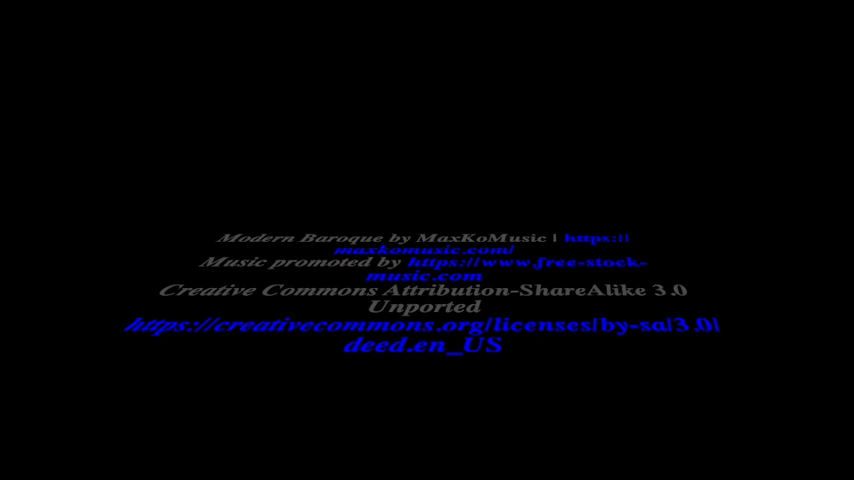 Modern Baroque by MaxKoMusic | https://
maxkomusic.com/
Music promoted by https://www.free-stock-
music.com
Creative Commons Attribution-ShareAlike 3.0
Unported
https://creativecommons.org/licenses/by-sa/3.0/
deed.en_US